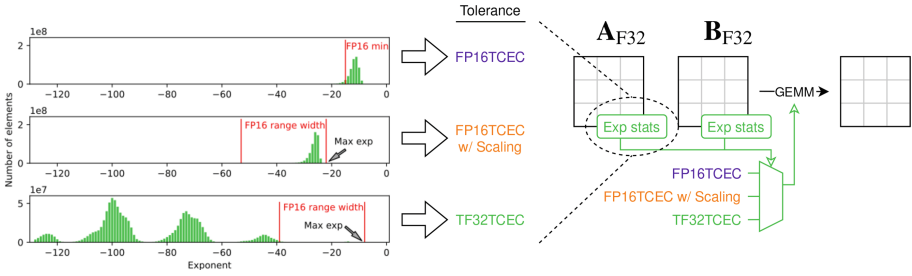 Tolerance
1e8
2
0
FP16 min
−120 −100 −80 −60 −40 −20 0
FP16TCEC
1e8
2
0
FP16 range width
Max exp
−120 −100 −80 −60 −40 −20 0
FP16TCEC
w/ Scaling
1e7
5
0
FP16 range width
Max exp
−120 −100 −80 −60 −40 −20 0
TF32TCEC
Number of elements
Exponent
A F32
B F32
Exp stats
Exp stats
GEMM
FP16TCEC
FP16TCEC w/ Scaling
TF32TCEC